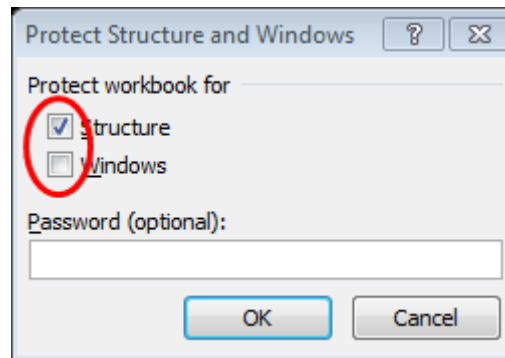 Protect Structure and Windows
Protect workbook for
Structure
Windows
Password (optional):
OK Cancel